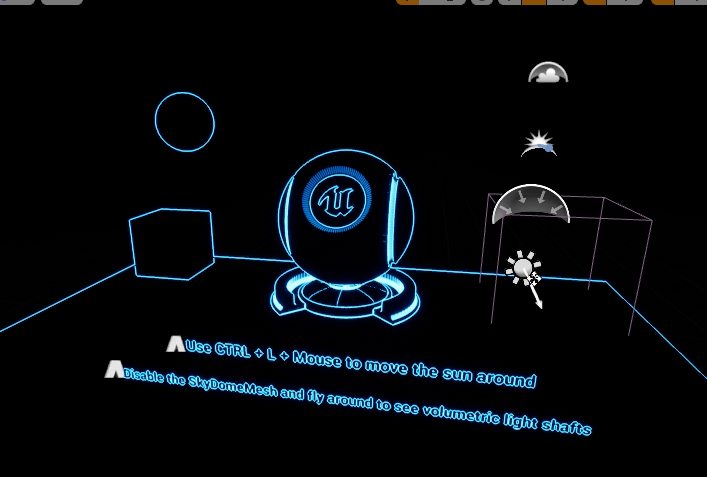 Use CTRL + L + Mouse to move the sun around
Disable the SkyDomeMesh and fly around to see volumetric light shafts